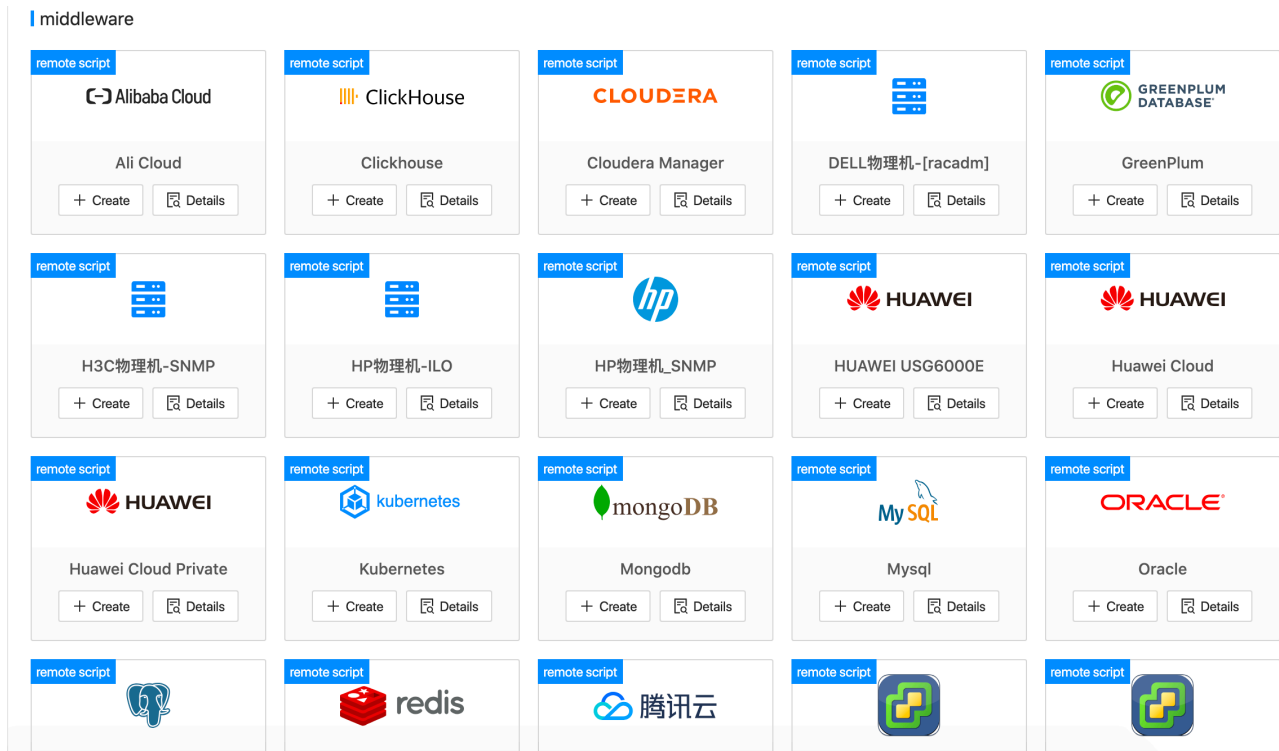 middleware
remote script
remote script
remote script
remote script
remote script
Alibaba Cloud
ClickHouse
CLOUDERA
GREENPLUM
DATABASE
Ali Cloud
Clickhouse
Cloudera Manager
DELL物理机-[racadm]
GreenPlum
Create Details
Create Details
Create Details
Create Details
Create Details
remote script
remote script
remote script
remote script
remote script
hp
HUAWEI
HUAWEI
H3C物理机-SNMP
HP物理机-ILO
HP物理机_SNMP
HUAWEI USG6000E
Huawei Cloud
Create Details
Create Details
Create Details
Create Details
Create Details
remote script
remote script
remote script
remote script
remote script
HUAWEI
kubernetes
mongoDB
MySQL
ORACLE®
Huawei Cloud Private
Kubernetes
Mongodb
Mysql
Oracle
Create Details
Create Details
Create Details
Create Details
Create Details
remote script
remote script
remote script
remote script
remote script
redis
腾讯云